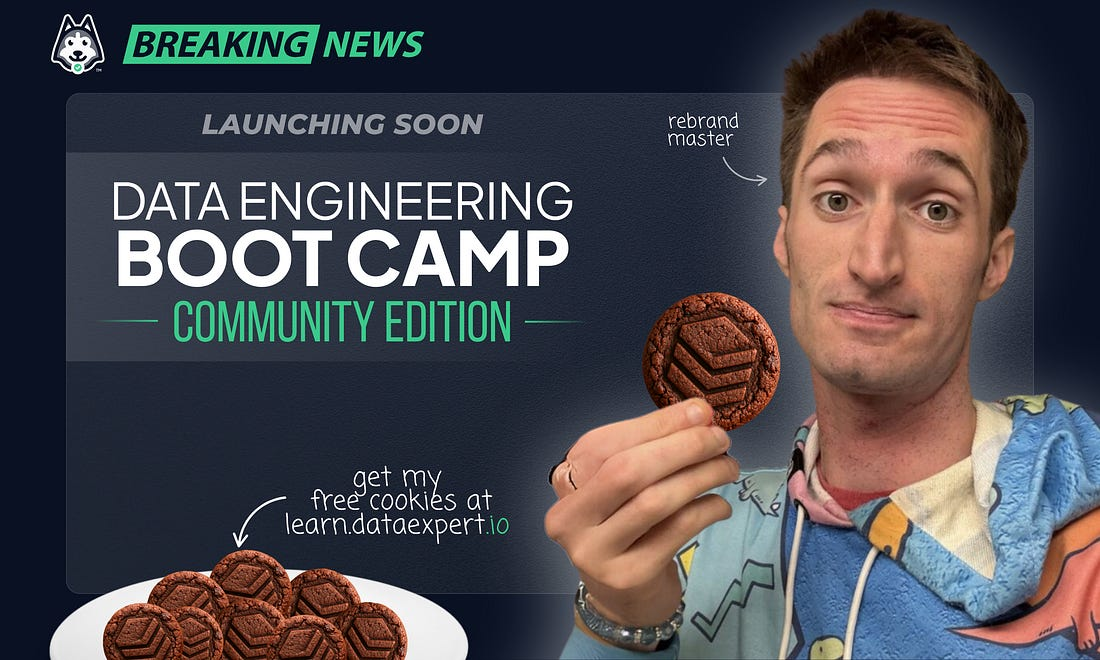 BREAKING NEWS
LAUNCHING SOON
DATA ENGINEERING
BOOT CAMP
COMMUNITY EDITION
rebrand
master
get my
free cookies at
learn.dataexpert.io